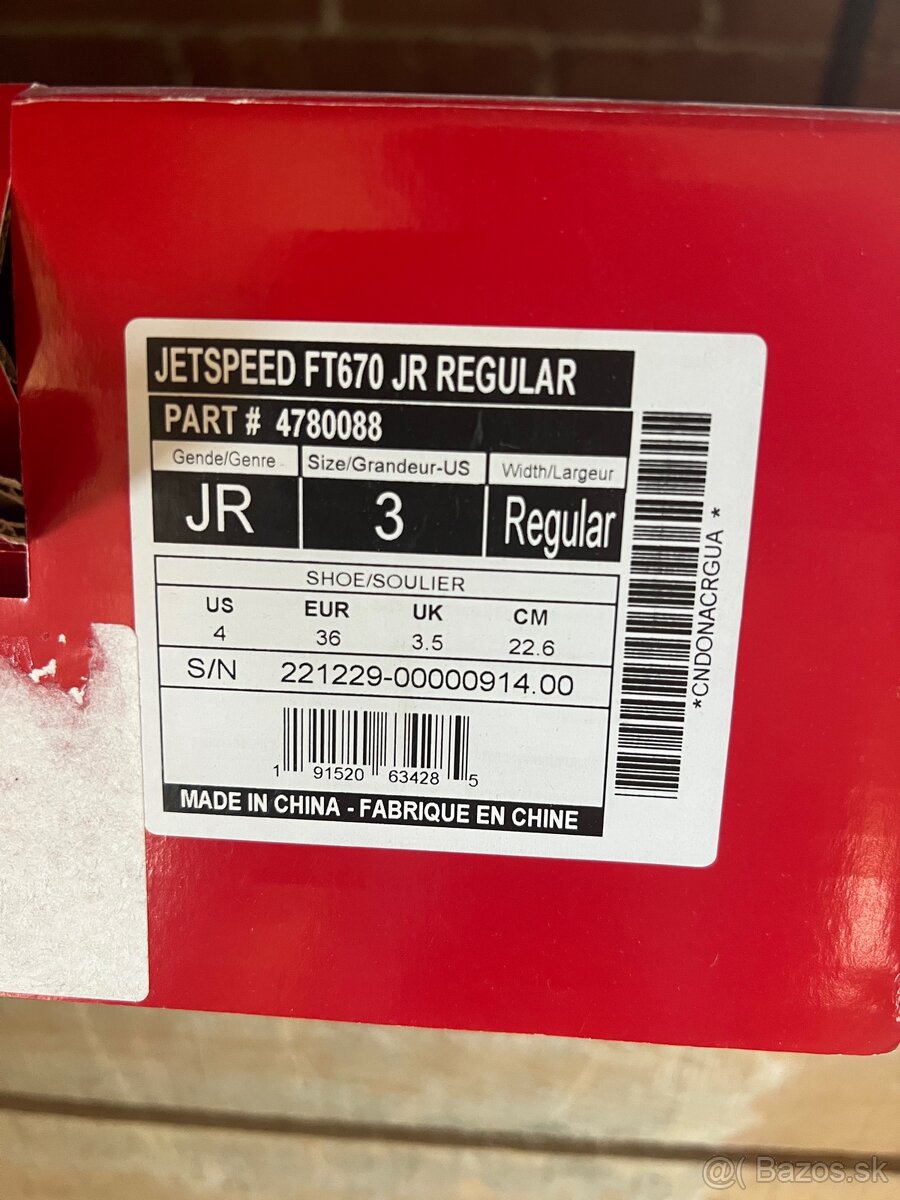 JETSPEED FT670 JR REGULAR
PART # 4780088
Gende/Genre Size/Grandeur-US Width/Largeur
JR 3 Regular
SHOE/SOULIER
US EUR UK CM
4 36 3.5 22.6
S/N 221229-00000914.00
1 91520 63428 5
MADE IN CHINA - FABRIQUE EN CHINE
*CNDONACRGUA *
@( Bazos.sk